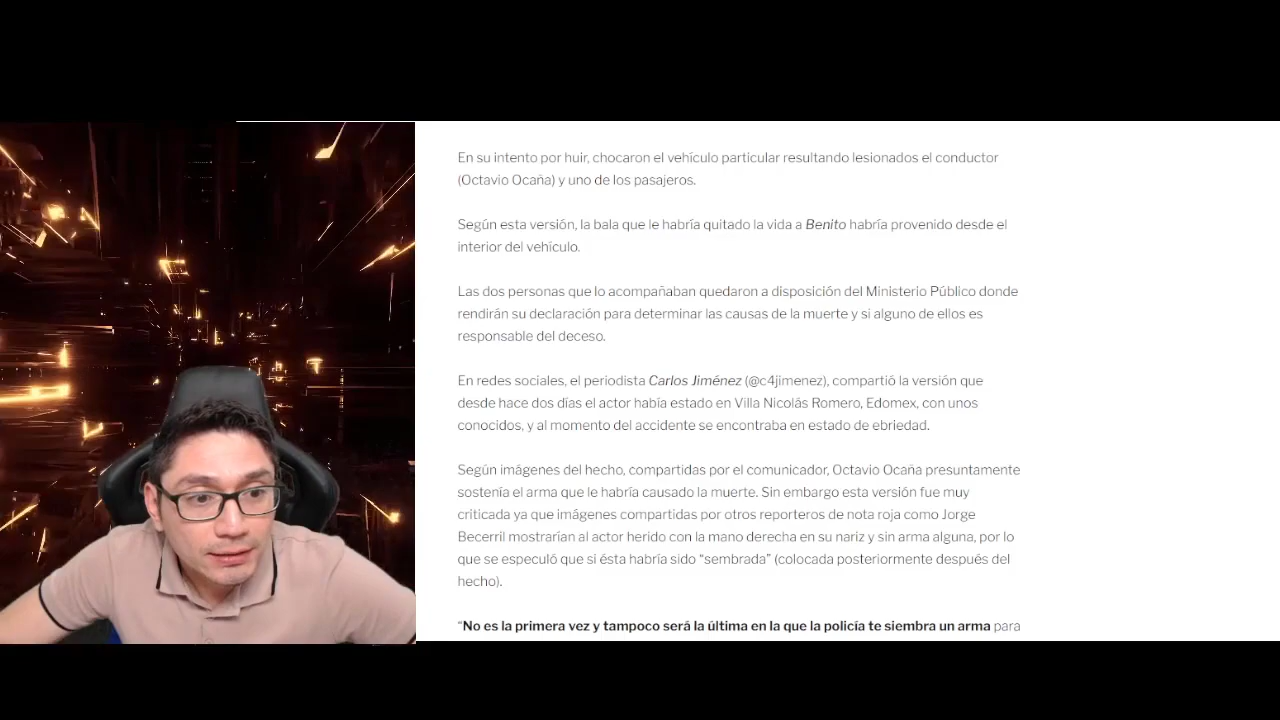 En su intento por huir, chocaron el vehículo particular resultando lesionados el conductor
(Octavio Ocaña) y uno de los pasajeros.
Según esta versión, la bala que le habría quitado la vida a Benito habría provenido desde el
interior del vehículo.
Las dos personas que lo acompañaban quedaron a disposición del Ministerio Público donde
rendirán su declaración para determinar las causas de la muerte y si alguno de ellos es
responsable del deceso.
En redes sociales, el periodista Carlos Jiménez (@c4jimenez), compartió la versión que
desde hace dos días el actor había estado en Villa Nicolás Romero, Edomex, con unos
conocidos, y al momento del accidente se encontraba en estado de ebriedad.
Según imágenes del hecho, compartidas por el comunicador, Octavio Ocaña presuntamente
sostenía el arma que le habría causado la muerte. Sin embargo esta versión fue muy
criticada ya que imágenes compartidas por otros reporteros de nota roja como Jorge
Becerril mostrarían al actor herido con la mano derecha en su nariz y sin arma alguna, por lo
que se especuló que si ésta habría sido “sembrada” (colocada posteriormente después del
hecho).
“No es la primera vez y tampoco será la última en la que la policía te siembra un arma para